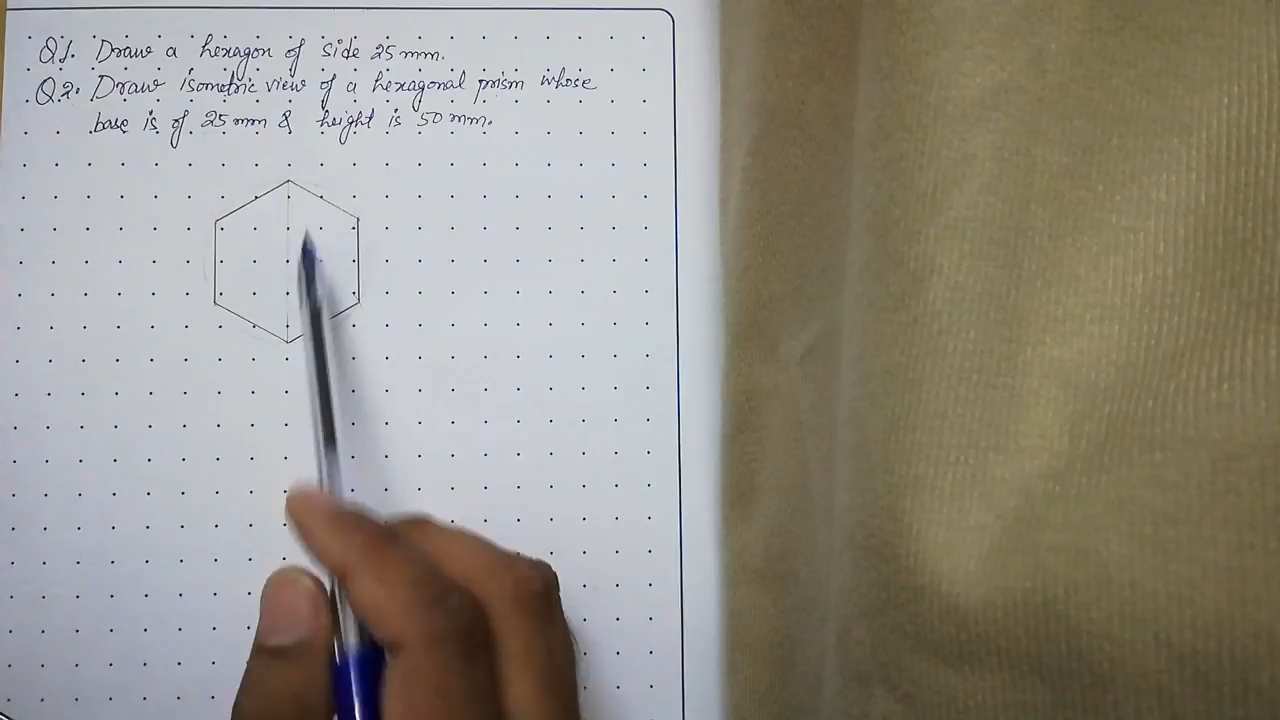 Q1. Draw a hexagon of side 25 mm.
Q2. Draw isometric view of a hexagonal prism whose
base is of 25 mm & height is 50 mm.